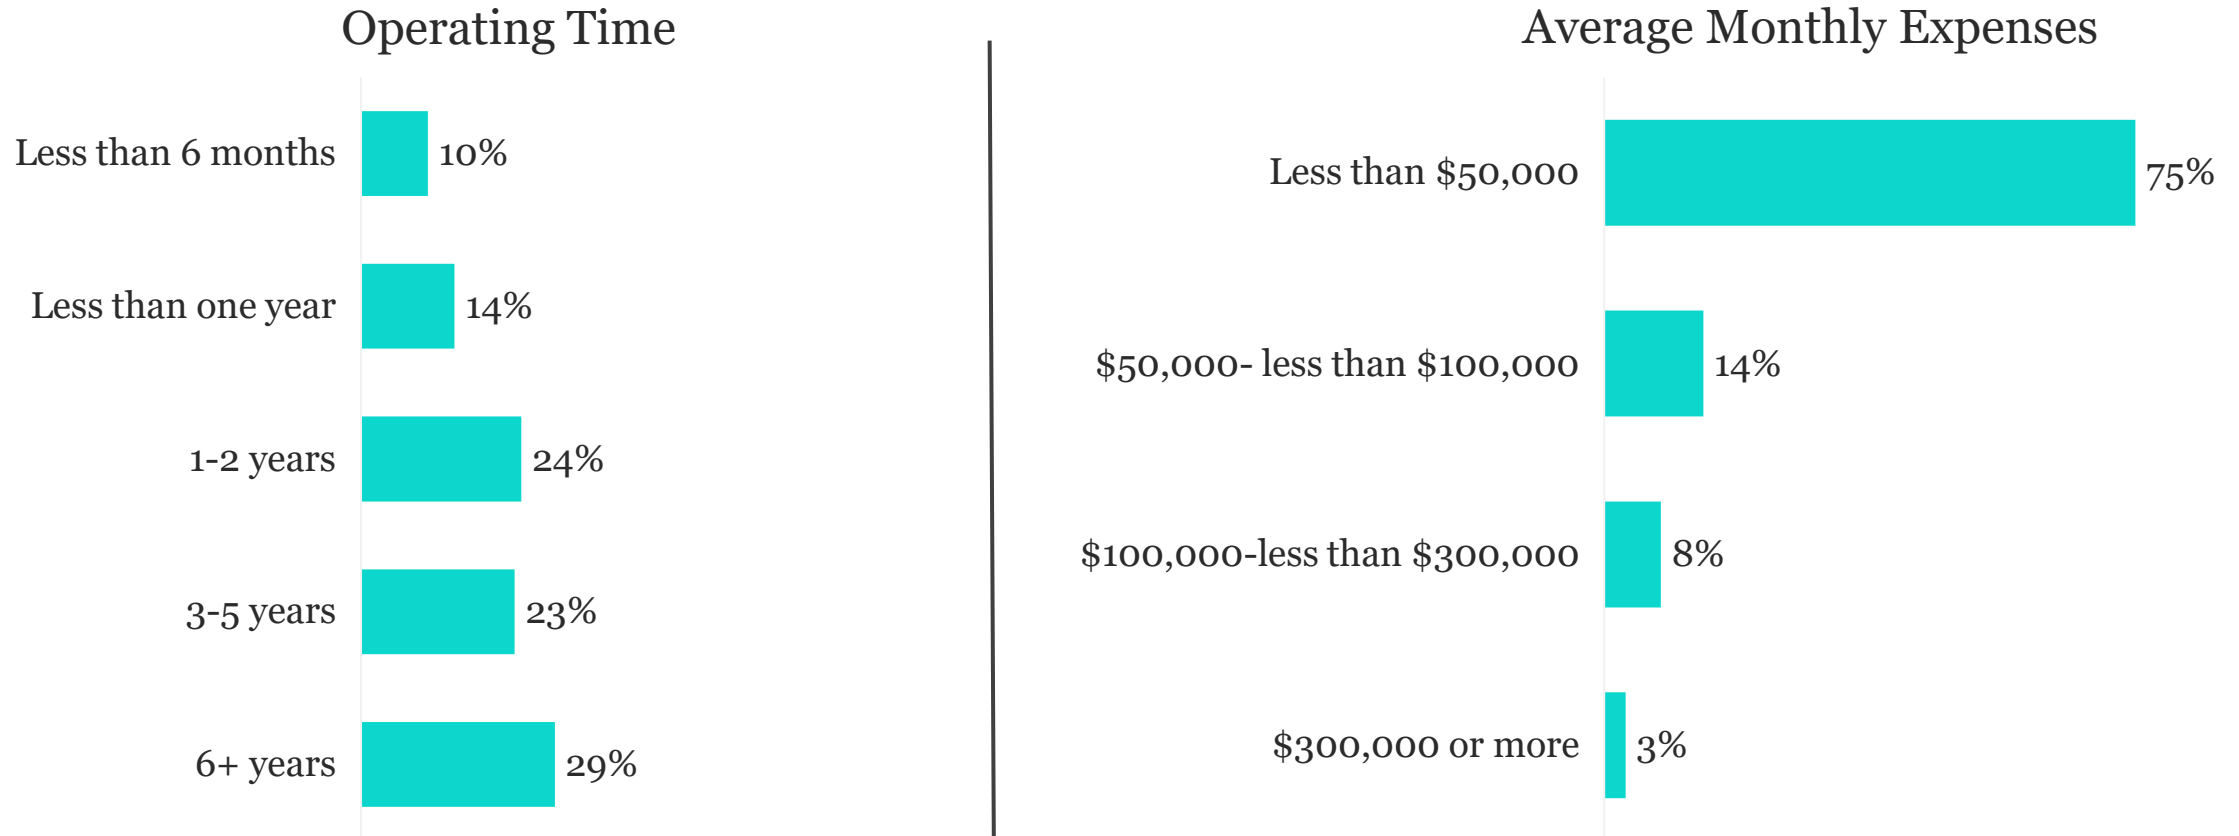 Operating Time
Less than 6 months 10%
Less than one year 14%
1-2 years 24%
3-5 years 23%
6+ years 29%
Average Monthly Expenses
Less than $50,000 75%
$50,000- less than $100,000 14%
$100,000-less than $300,000 8%
$300,000 or more 3%